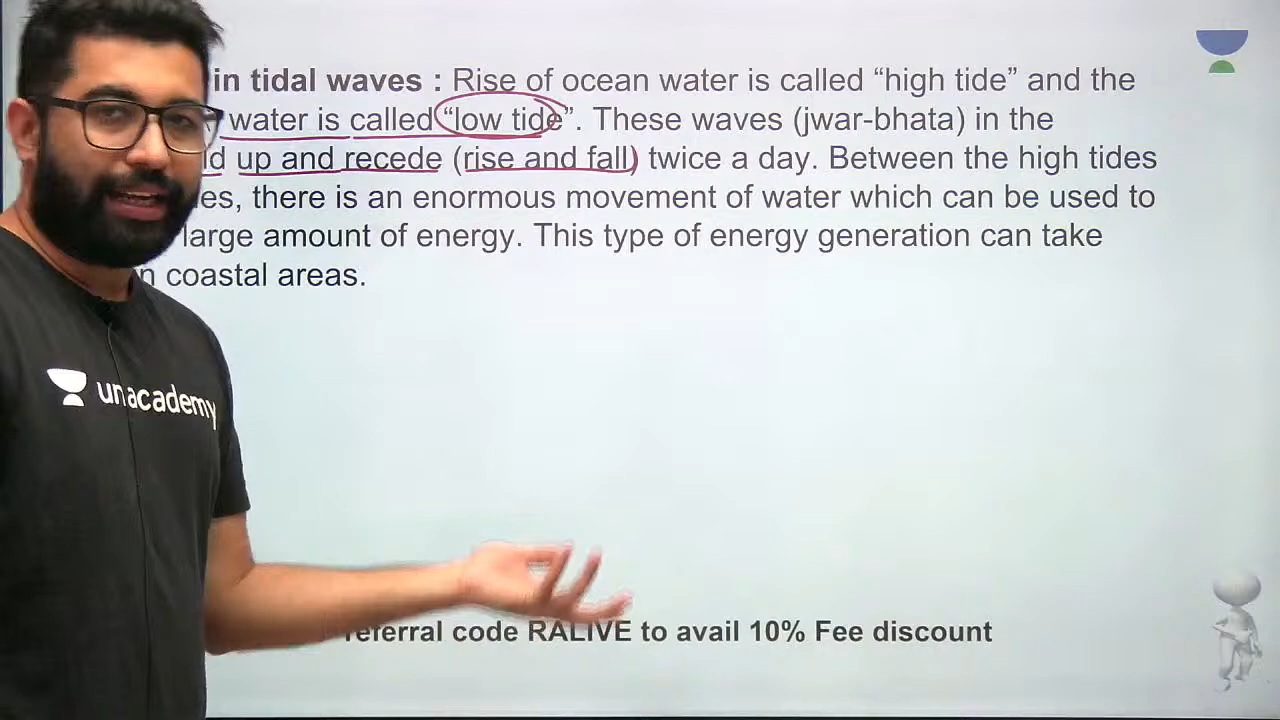 in tidal waves : Rise of ocean water is called “high tide” and the
water is called “low tide”. These waves (jwar-bhata) in the
up and recede (rise and fall) twice a day. Between the high tides
there is an enormous movement of water which can be used to
large amount of energy. This type of energy generation can take
coastal areas.
unacademy
referral code RALIVE to avail 10% Fee discount